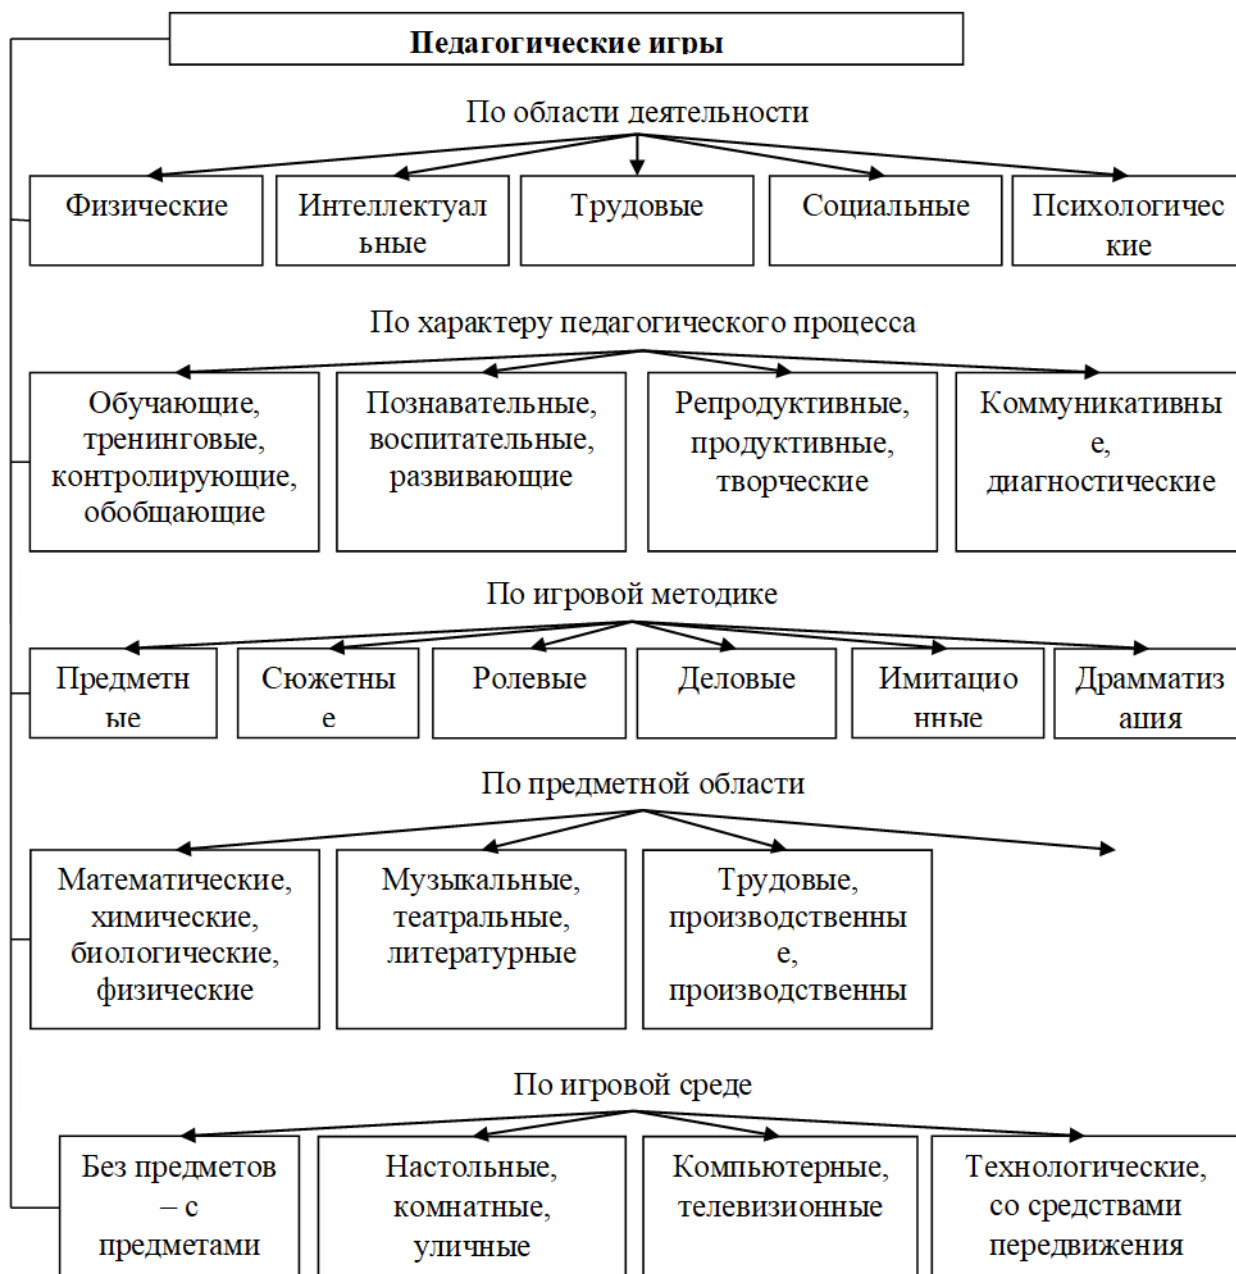 Педагогические игры
По области деятельности
Физические
Интеллектуал
ьные
Трудовые
Социальные
Психологичес
кие
По характеру педагогического процесса
Обучающие,
тренинговые,
контролирующие,
обобщающие
Познавательные,
воспитательные,
развивающие
Репродуктивные,
продуктивные,
творческие
Коммуникативны
е,
диагностические
По игровой методике
Предметн
ые
Сюжетны
е
Ролевые
Деловые
Имитацио
нные
Драмматиз
ация
По предметной области
Математические,
химические,
биологические,
физические
Музыкальные,
театральные,
литературные
Трудовые,
производственны
е,
производственны
По игровой среде
Без предметов
– с
предметами
Настольные,
комнатные,
уличные
Компьютерные,
телевизионные
Технологические,
со средствами
передвижения